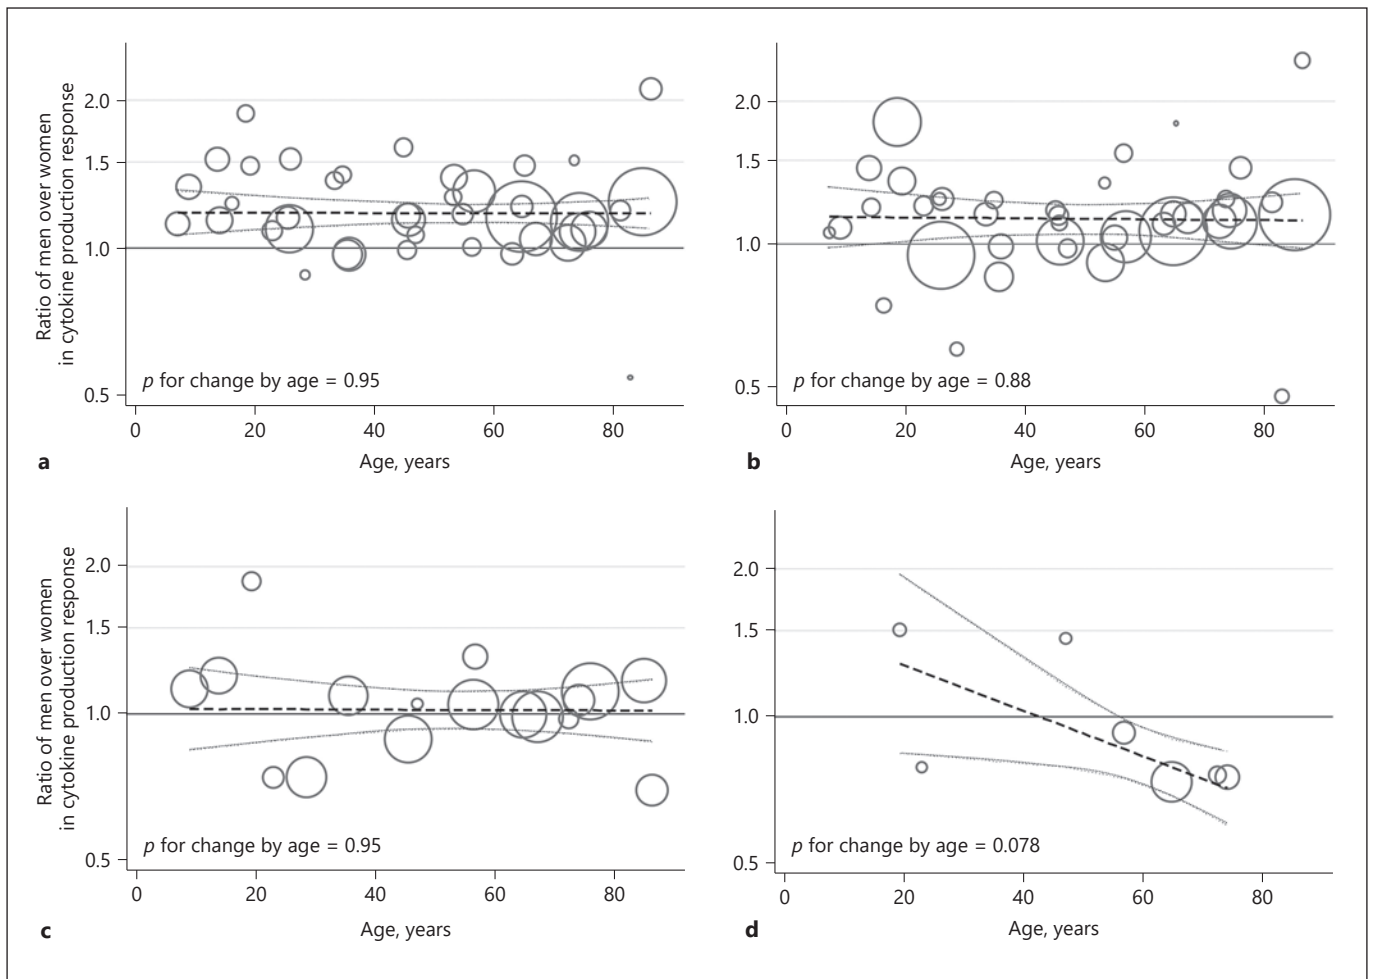 Ratio of men over women
in cytokine production response
2.0
1.5
1.0
0.5
p for change by age = 0.95
0 20 40 60 80
Age, years
a
2.0
1.5
1.0
0.5
p for change by age = 0.88
0 20 40 60 80
Age, years
b
Ratio of men over women
in cytokine production response
2.0
1.5
1.0
0.5
p for change by age = 0.95
0 20 40 60 80
Age, years
c
2.0
1.5
1.0
0.5
p for change by age = 0.078
0 20 40 60 80
Age, years
d